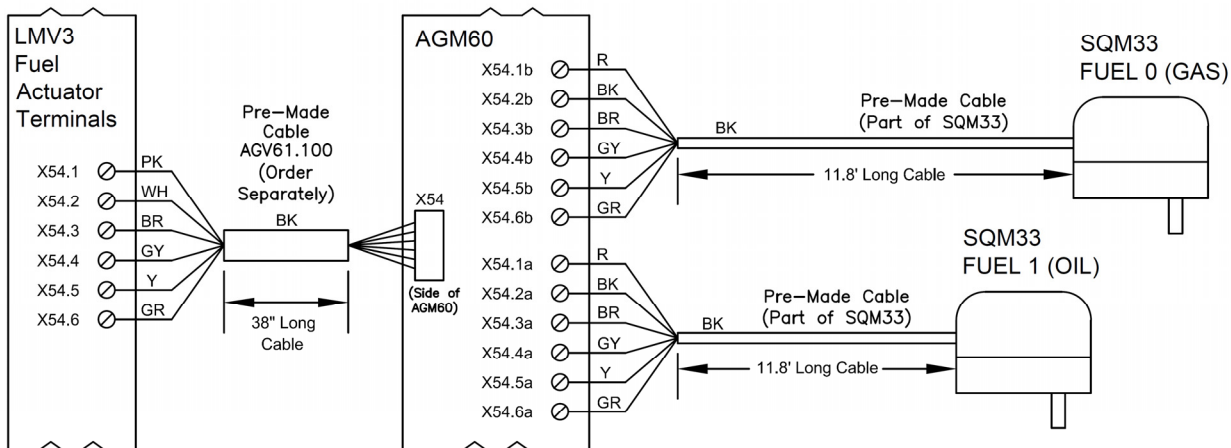 LMV3
Fuel
Actuator
Terminals
X54.1
PK
X54.2
WH
X54.3
BR
X54.4
GY
X54.5
Y
X54.6
GR
Pre-Made
Cable
AGV61.100
(Order
Separately)
BK
38" Long
Cable
AGM60
X54
(Side of
AGM60)
X54.1b
R
X54.2b
BK
X54.3b
BR
X54.4b
GY
X54.5b
Y
X54.6b
GR
BK
Pre-Made Cable
(Part of SQM33)
11.8' Long Cable
SQM33
FUEL 0 (GAS)
X54.1a
R
X54.2a
BK
X54.3a
BR
X54.4a
GY
X54.5a
Y
X54.6a
GR
BK
Pre-Made Cable
(Part of SQM33)
11.8' Long Cable
SQM33
FUEL 1 (OIL)